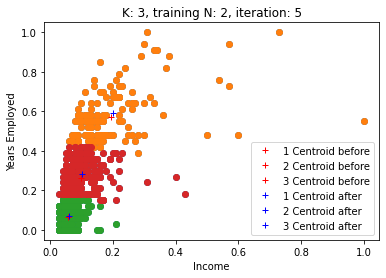 K: 3, training N: 2, iteration: 5
Years Employed
1.0
0.8
0.6
0.4
0.2
0.0
1 Centroid before
2 Centroid before
3 Centroid before
1 Centroid after
2 Centroid after
3 Centroid after
0.0 0.2 0.4 0.6 0.8 1.0
Income